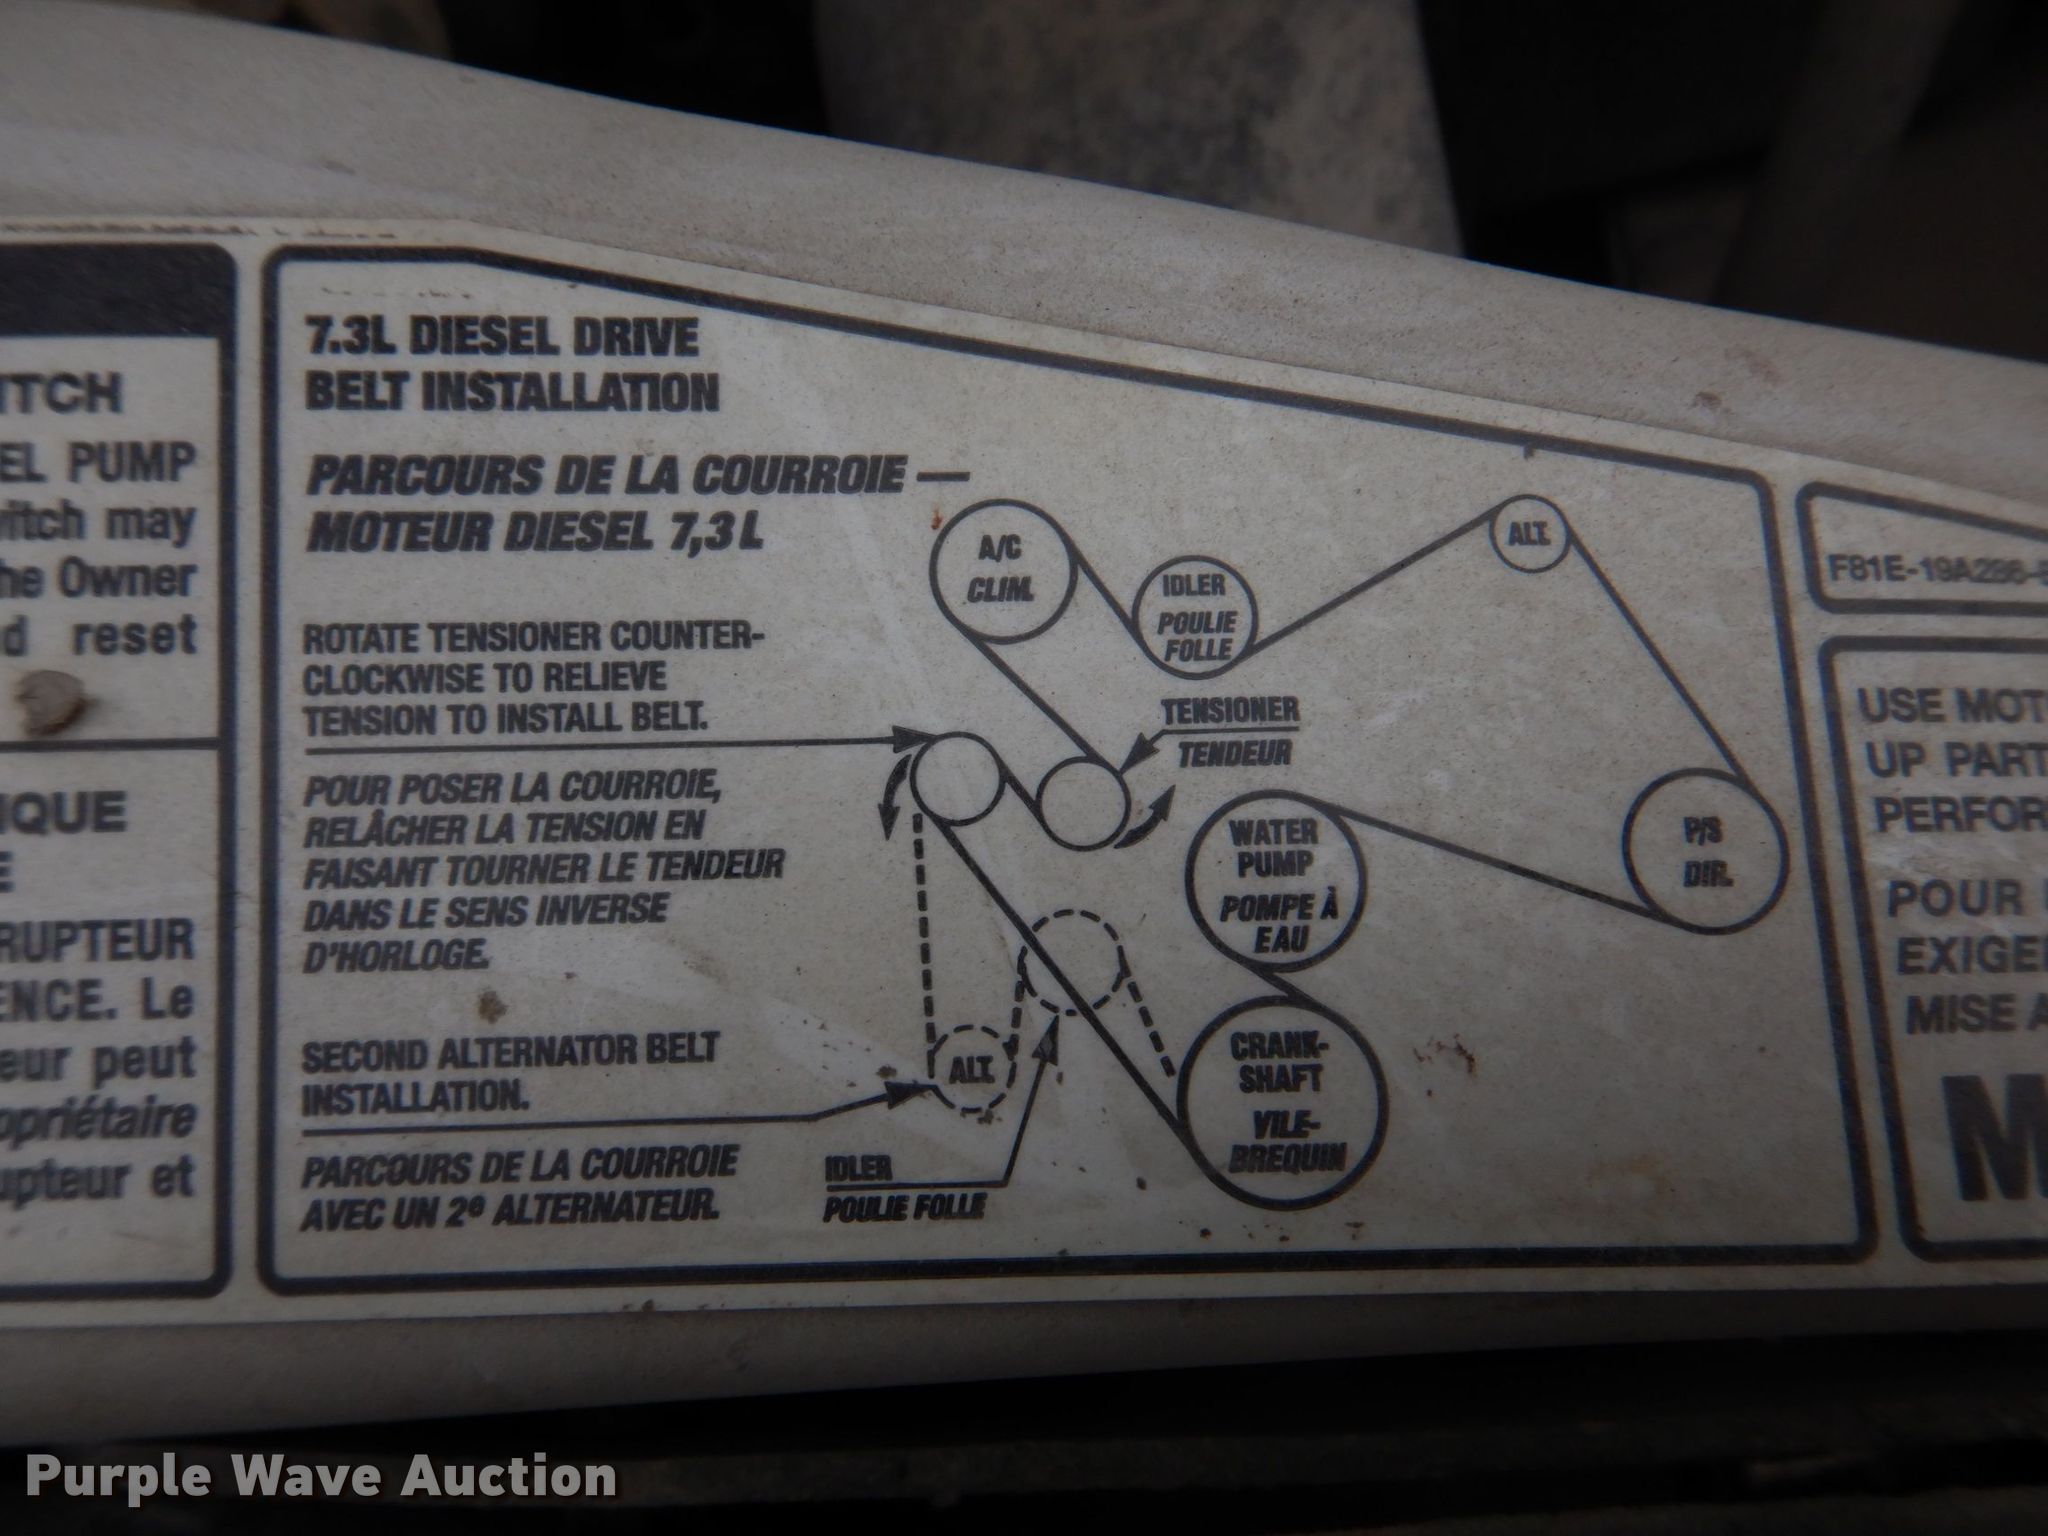 ITCH
EL PUMP
witch may
he Owner
d reset
IQUE
E
RUPTEUR
ENCE. Le
eur peut
opriétaire
upteur et
7.3L DIESEL DRIVE
BELT INSTALLATION
PARCOURS DE LA COURROIE —
MOTEUR DIESEL 7,3 L
ROTATE TENSIONER COUNTER-
CLOCKWISE TO RELIEVE
TENSION TO INSTALL BELT.
POUR POSER LA COURROIE,
RELÂCHER LA TENSION EN
FAISANT TOURNER LE TENDEUR
DANS LE SENS INVERSE
D'HORLOGE.
SECOND ALTERNATOR BELT
INSTALLATION.
PARCOURS DE LA COURROIE
AVEC UN 2e ALTERNATEUR.
A/C
CLIM.
IDLER
POULIE
FOLLE
ALT.
TENSIONER
TENDEUR
WATER
PUMP
POMPE À
EAU
P/S
DIR.
ALT.
IDLER
POULIE FOLLE
CRANK-
SHAFT
VILE-
BREQUIN
F81E-19A286-
USE MOT
UP PART
PERFOR
POUR
EXIGE
MISE A
M
Purple Wave Auction